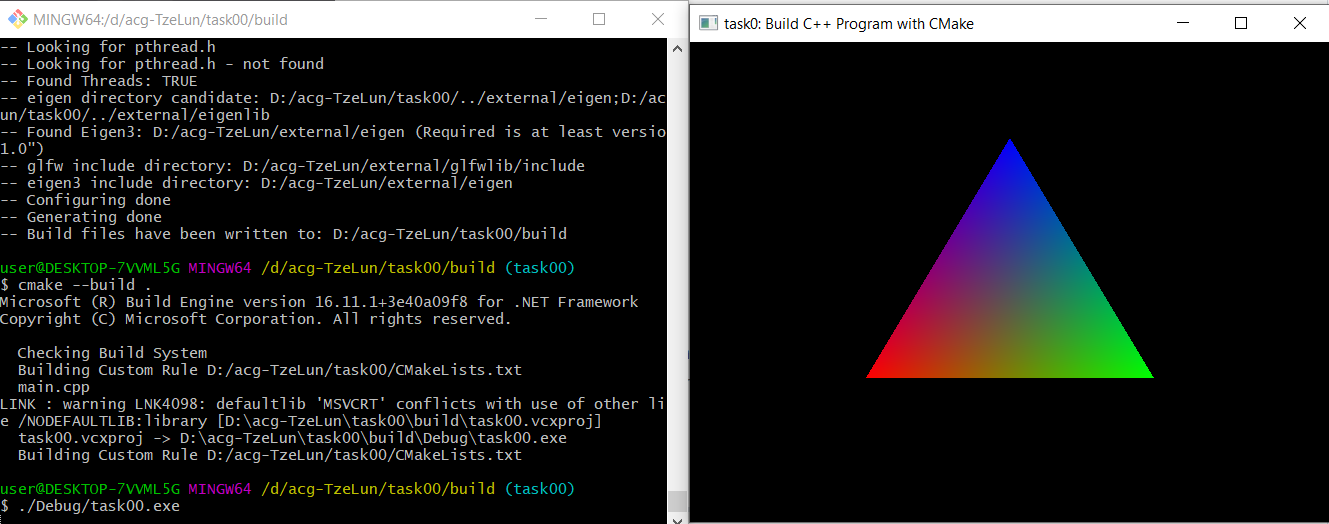 MINGW64:/d/acg-TzeLun/task00/build
-- Looking for pthread.h
-- Looking for pthread.h - not found
-- Found Threads: TRUE
-- eigen directory candidate: D:/acg-TzeLun/task00/../external/eigen;D:/ac
un/task00/../external/eigenlib
-- Found Eigen3: D:/acg-TzeLun/external/eigen (Required is at least versio
1.0")
-- glfw include directory: D:/acg-TzeLun/external/glfwlib/include
-- eigen3 include directory: D:/acg-TzeLun/external/eigen
-- Configuring done
-- Generating done
-- Build files have been written to: D:/acg-TzeLun/task00/build
user@DESKTOP-7VVML5G MINGW64 /d/acg-TzeLun/task00/build (task00)
$ cmake --build .
Microsoft (R) Build Engine version 16.11.1+3e40a09f8 for .NET Framework
Copyright (C) Microsoft Corporation. All rights reserved.
Checking Build System
Building Custom Rule D:/acg-TzeLun/task00/CMakeLists.txt
main.cpp
LINK : warning LNK4098: defaultlib 'MSVCRT' conflicts with use of other li
e /NODEFAULTLIB:library [D:\acg-TzeLun\task00\build\task00.vcxproj]
task00.vcxproj -> D:\acg-TzeLun\task00\build\Debug\task00.exe
Building Custom Rule D:/acg-TzeLun/task00/CMakeLists.txt
user@DESKTOP-7VVML5G MINGW64 /d/acg-TzeLun/task00/build (task00)
$ ./Debug/task00.exe
task0: Build C++ Program with CMake